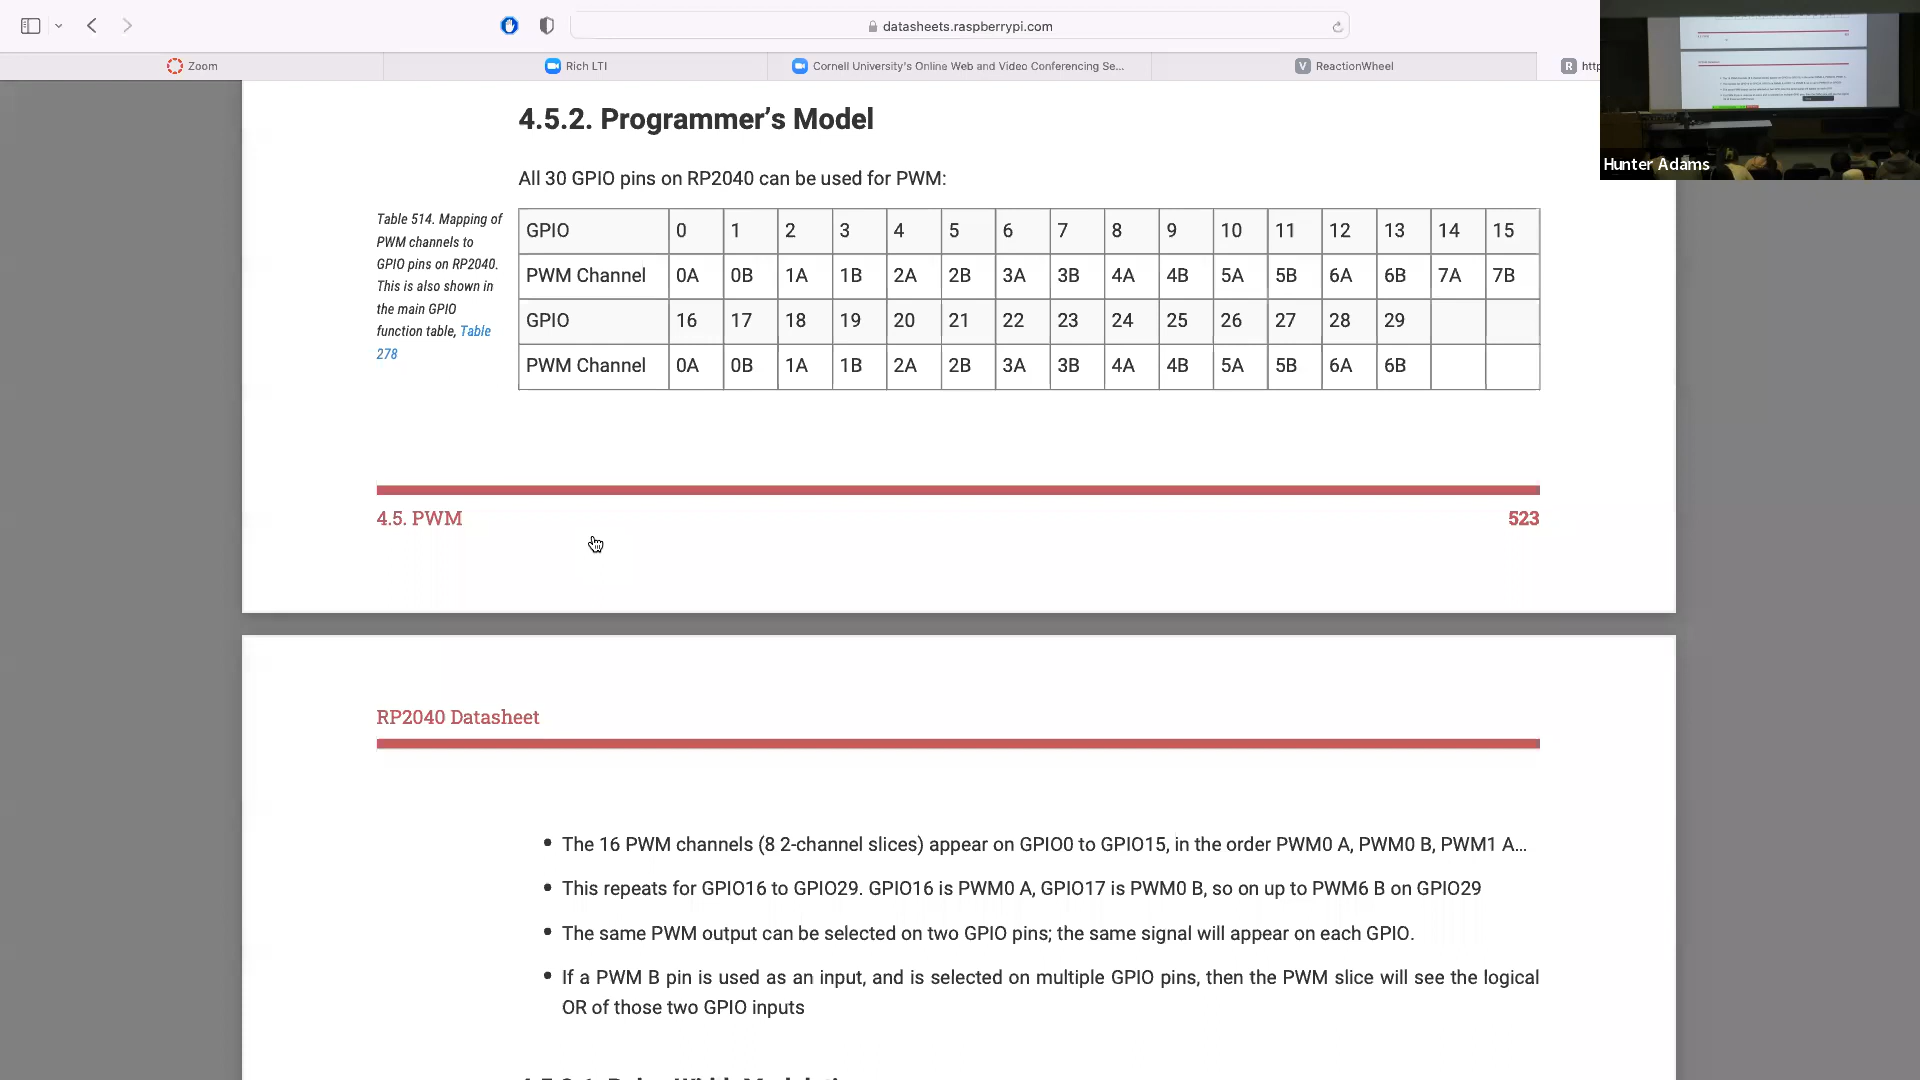 datasheets.raspberrypi.com
Zoom
Rich LTI
Cornell University's Online Web and Video Conferencing Se...
V ReactionWheel
R http
Hunter Adams
4.5.2. Programmer's Model
All 30 GPIO pins on RP2040 can be used for PWM:
Table 514. Mapping of
PWM channels to
GPIO pins on RP2040.
This is also shown in
the main GPIO
function table, Table
278
GPIO 0 1 2 3 4 5 6 7 8 9 10 11 12 13 14 15
PWM Channel 0A 0B 1A 1B 2A 2B 3A 3B 4A 4B 5A 5B 6A 6B 7A 7B
GPIO 16 17 18 19 20 21 22 23 24 25 26 27 28 29
PWM Channel 0A 0B 1A 1B 2A 2B 3A 3B 4A 4B 5A 5B 6A 6B
4.5. PWM 523
RP2040 Datasheet
• The 16 PWM channels (8 2-channel slices) appear on GPIO0 to GPIO15, in the order PWM0 A, PWM0 B, PWM1 A...
• This repeats for GPIO16 to GPIO29. GPIO16 is PWM0 A, GPIO17 is PWM0 B, so on up to PWM6 B on GPIO29
• The same PWM output can be selected on two GPIO pins; the same signal will appear on each GPIO.
• If a PWM B pin is used as an input, and is selected on multiple GPIO pins, then the PWM slice will see the logical
OR of those two GPIO inputs